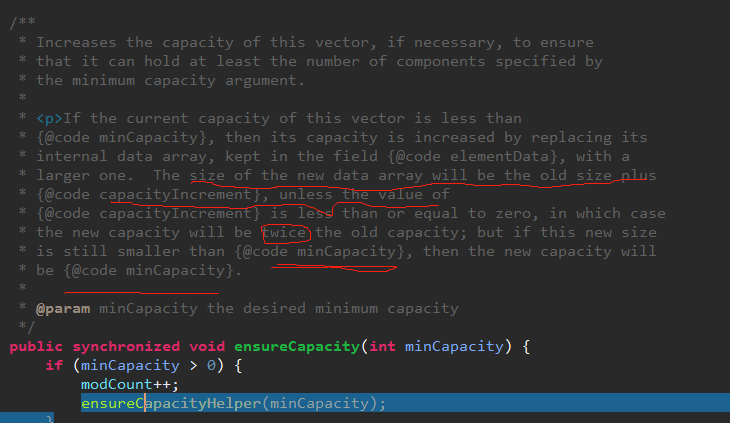 /**
* Increases the capacity of this vector, if necessary, to ensure
* that it can hold at least the number of components specified by
* the minimum capacity argument.
*
* <p>If the current capacity of this vector is less than
* {@code minCapacity}, then its capacity is increased by replacing its
* internal data array, kept in the field {@code elementData}, with a
* larger one.  The size of the new data array will be the old size plus
* {@code capacityIncrement}, unless the value of
* {@code capacityIncrement} is less than or equal to zero, in which case
* the new capacity will be twice the old capacity; but if this new size
* is still smaller than {@code minCapacity}, then the new capacity will
* be {@code minCapacity}.
*
* @param minCapacity the desired minimum capacity
*/
public synchronized void ensureCapacity(int minCapacity) {
if (minCapacity > 0) {
modCount++;
ensureCapacityHelper(minCapacity);
}